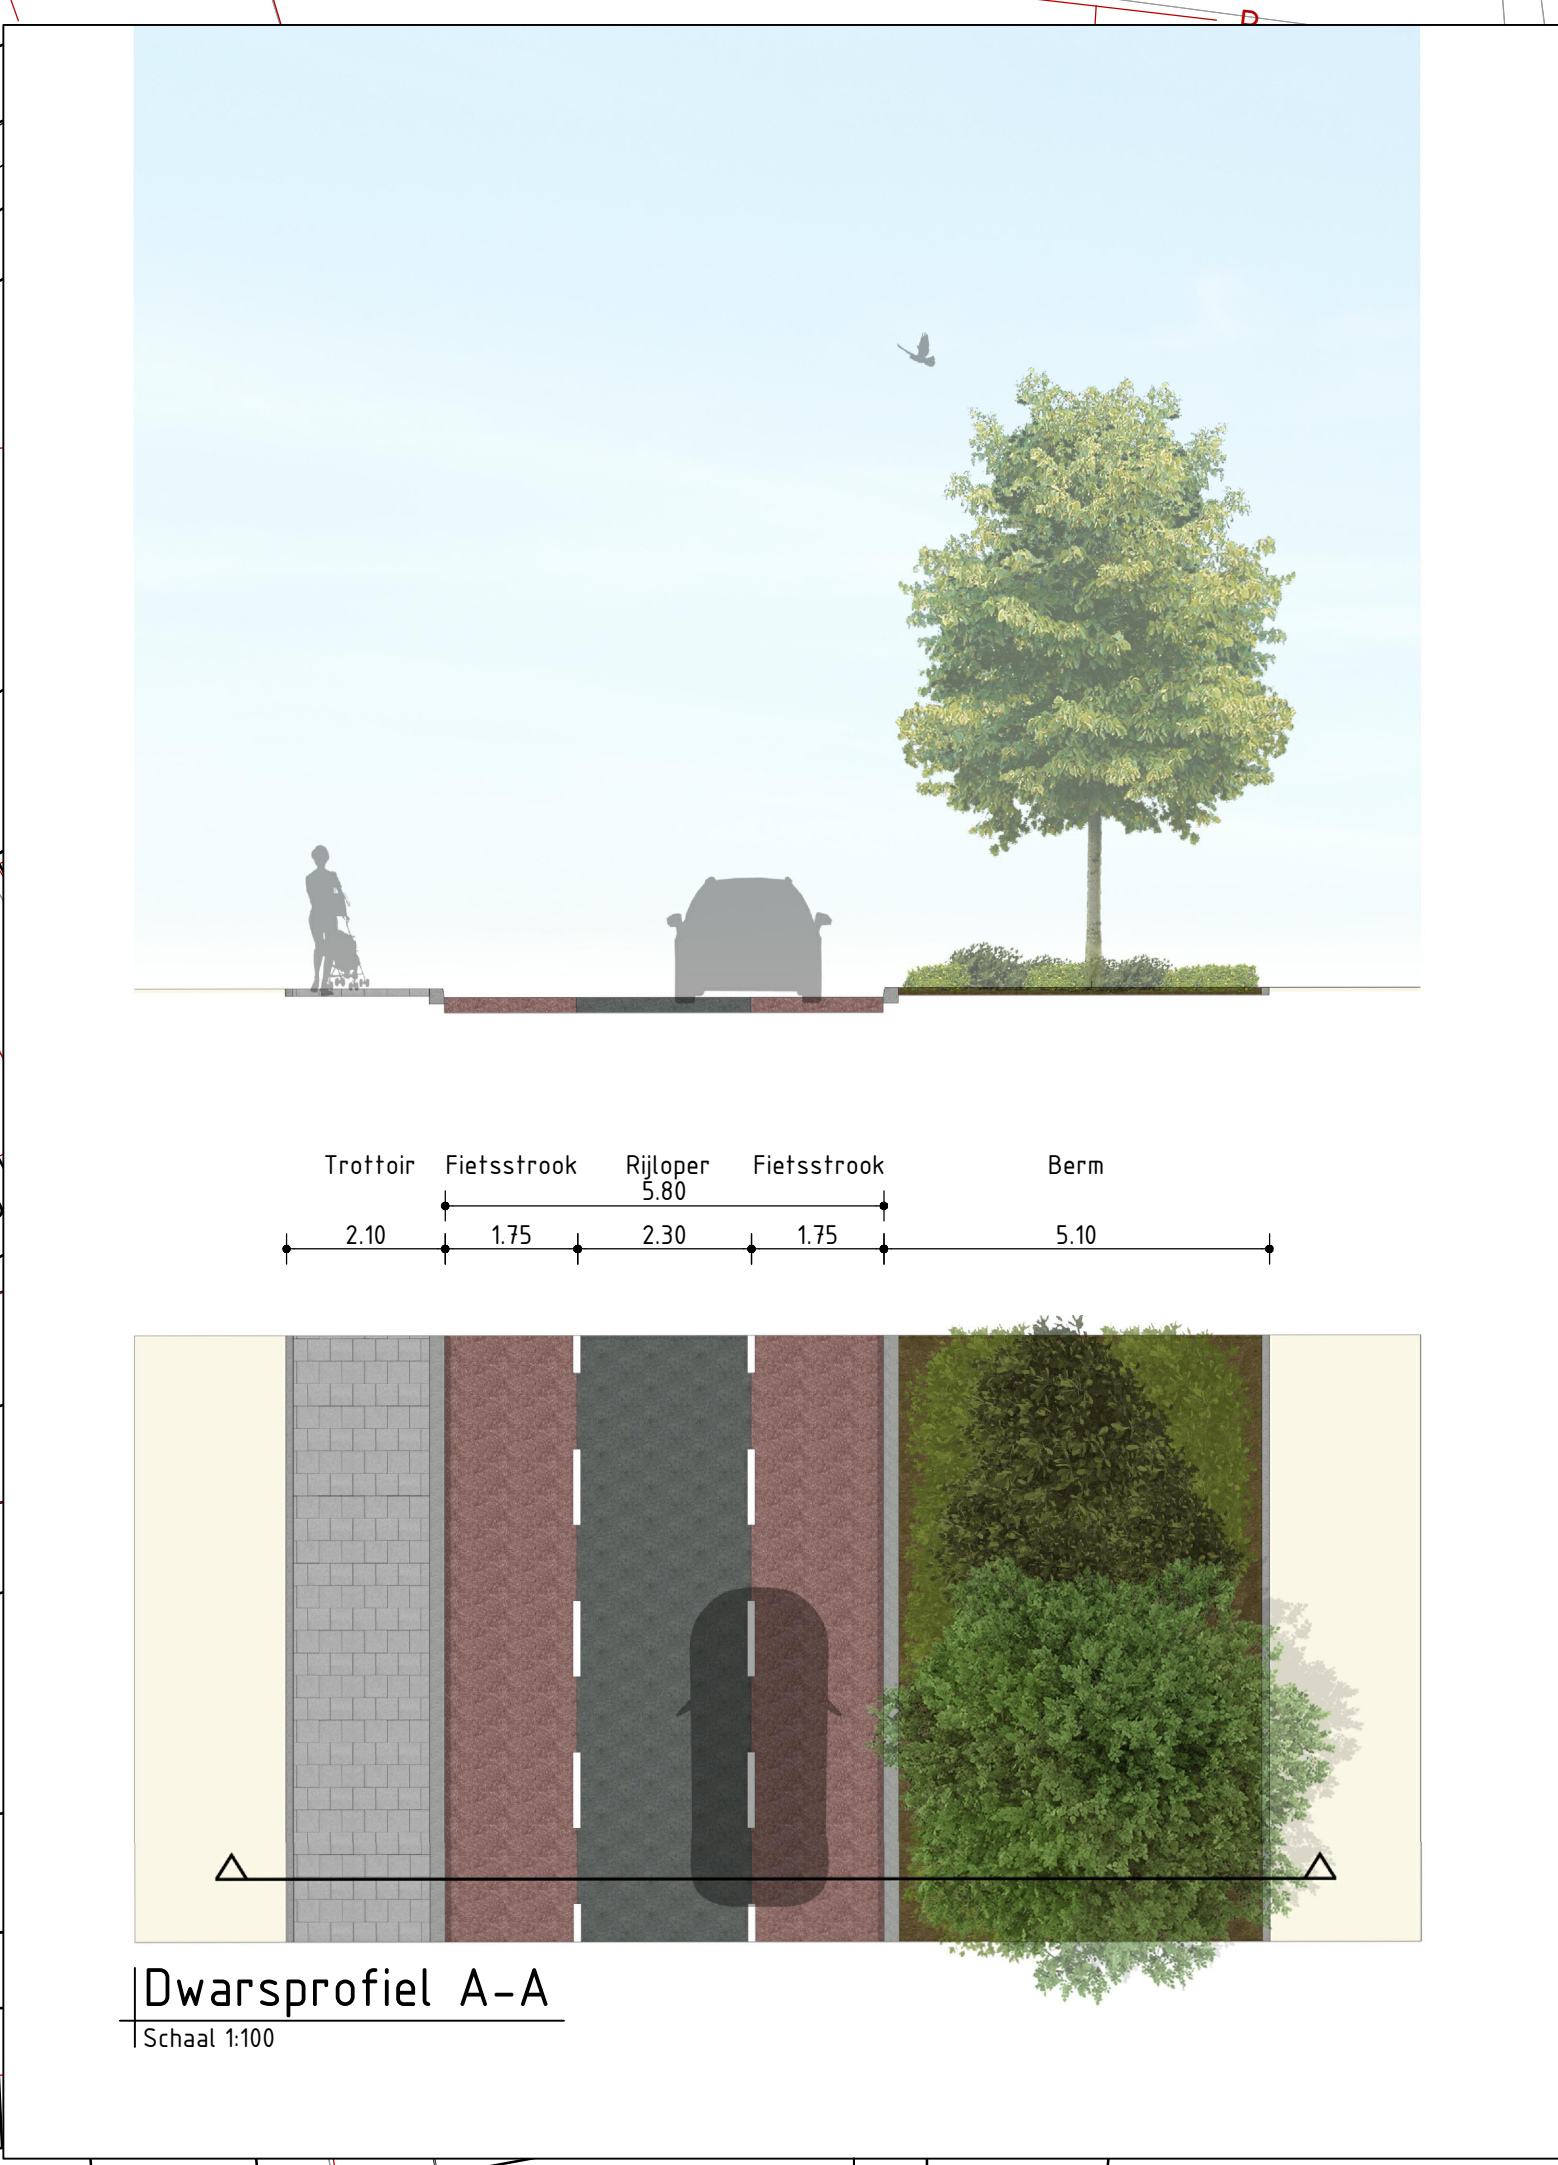 D
Trottoir Fietsstrook Rijloper Fietsstrook Berm
5.80
2.10 1.75 2.30 1.75 5.10
Dwarsprofiel A-A
Schaal 1:100